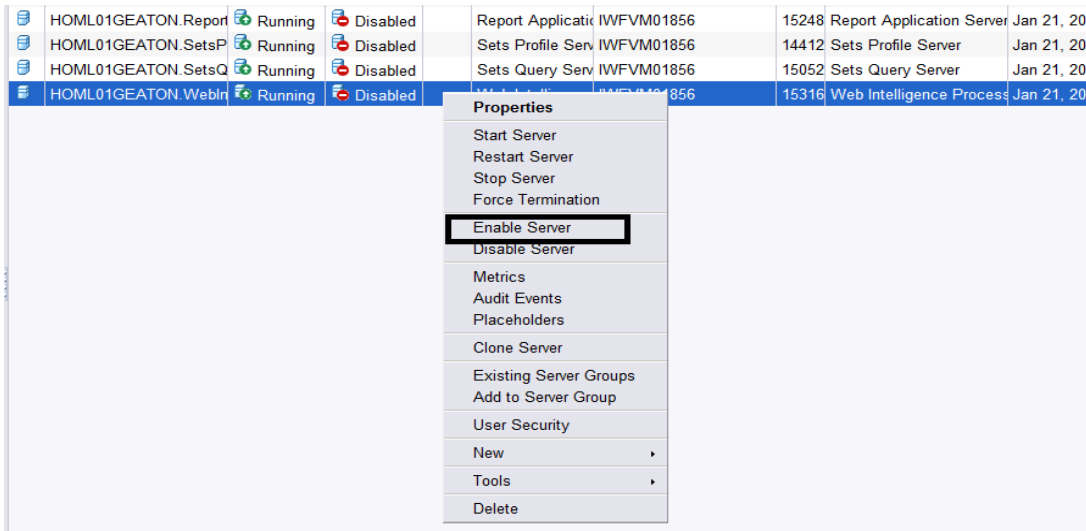 HOML01GEATON.Report Running Disabled Report Applicatio IWFVM01856 15248 Report Application Server Jan 21, 20
HOML01GEATON.SetsP Running Disabled Sets Profile Serv IWFVM01856 14412 Sets Profile Server Jan 21, 20
HOML01GEATON.SetsQ Running Disabled Sets Query Serv IWFVM01856 15052 Sets Query Server Jan 21, 20
HOML01GEATON.WebIn Running Disabled IWFVM01856 15316 Web Intelligence Process Jan 21, 20
Properties
Start Server
Restart Server
Stop Server
Force Termination
Enable Server
Disable Server
Metrics
Audit Events
Placeholders
Clone Server
Existing Server Groups
Add to Server Group
User Security
New
Tools
Delete